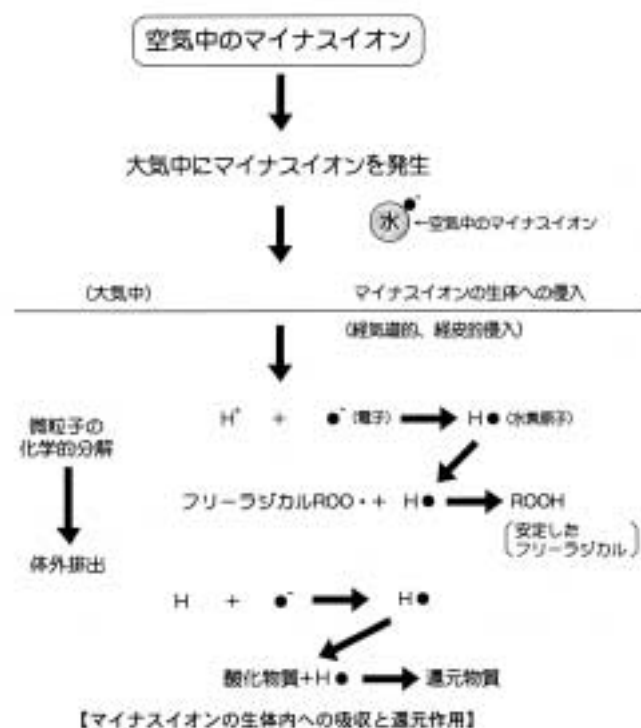 空気中のマイナスイオン
大気中にマイナスイオンを発生
水 ●⁻ ←空気中のマイナスイオン
(大気中) マイナスイオンの生体への侵入
(経気道的、経皮的侵入)
微粒子の
化学的分解
体外排出
H⁺ + ●⁻(電子) H●(水素原子)
フリーラジカルROO・+ H● ROOH
(安定した
フリーラジカル)
H + ●⁻ H●
酸化物質+H● 還元物質
【マイナスイオンの生体内への吸収と還元作用】